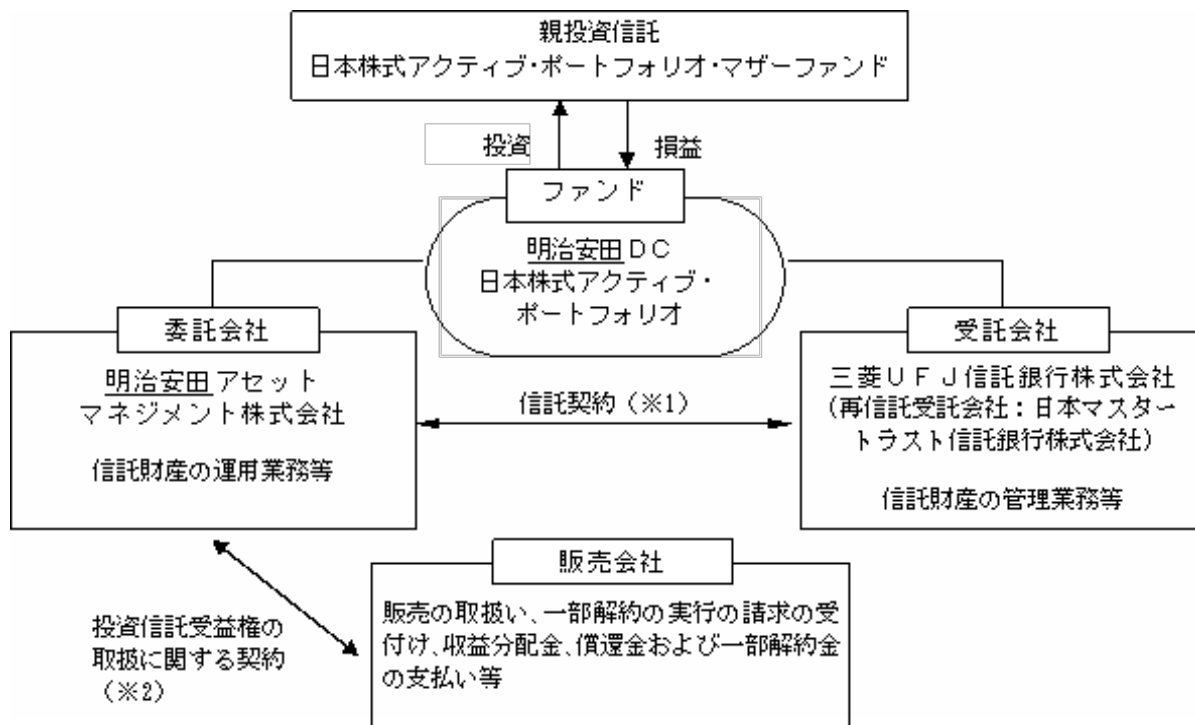 親投資信託
日本株式アクティブ・ポートフォリオ・マザーファンド
投資
損益
ファンド
明治安田ＤＣ
日本株式アクティブ・
ポートフォリオ
委託会社
明治安田アセット
マネジメント株式会社
信託財産の運用業務等
信託契約（※1）
受託会社
三菱ＵＦＪ信託銀行株式会社
（再信託受託会社：日本マスター
トラスト信託銀行株式会社）
信託財産の管理業務等
投資信託受益権の
取扱に関する契約
（※2）
販売会社
販売の取扱い、一部解約の実行の請求の受
付け、収益分配金、償還金および一部解約金
の支払い等